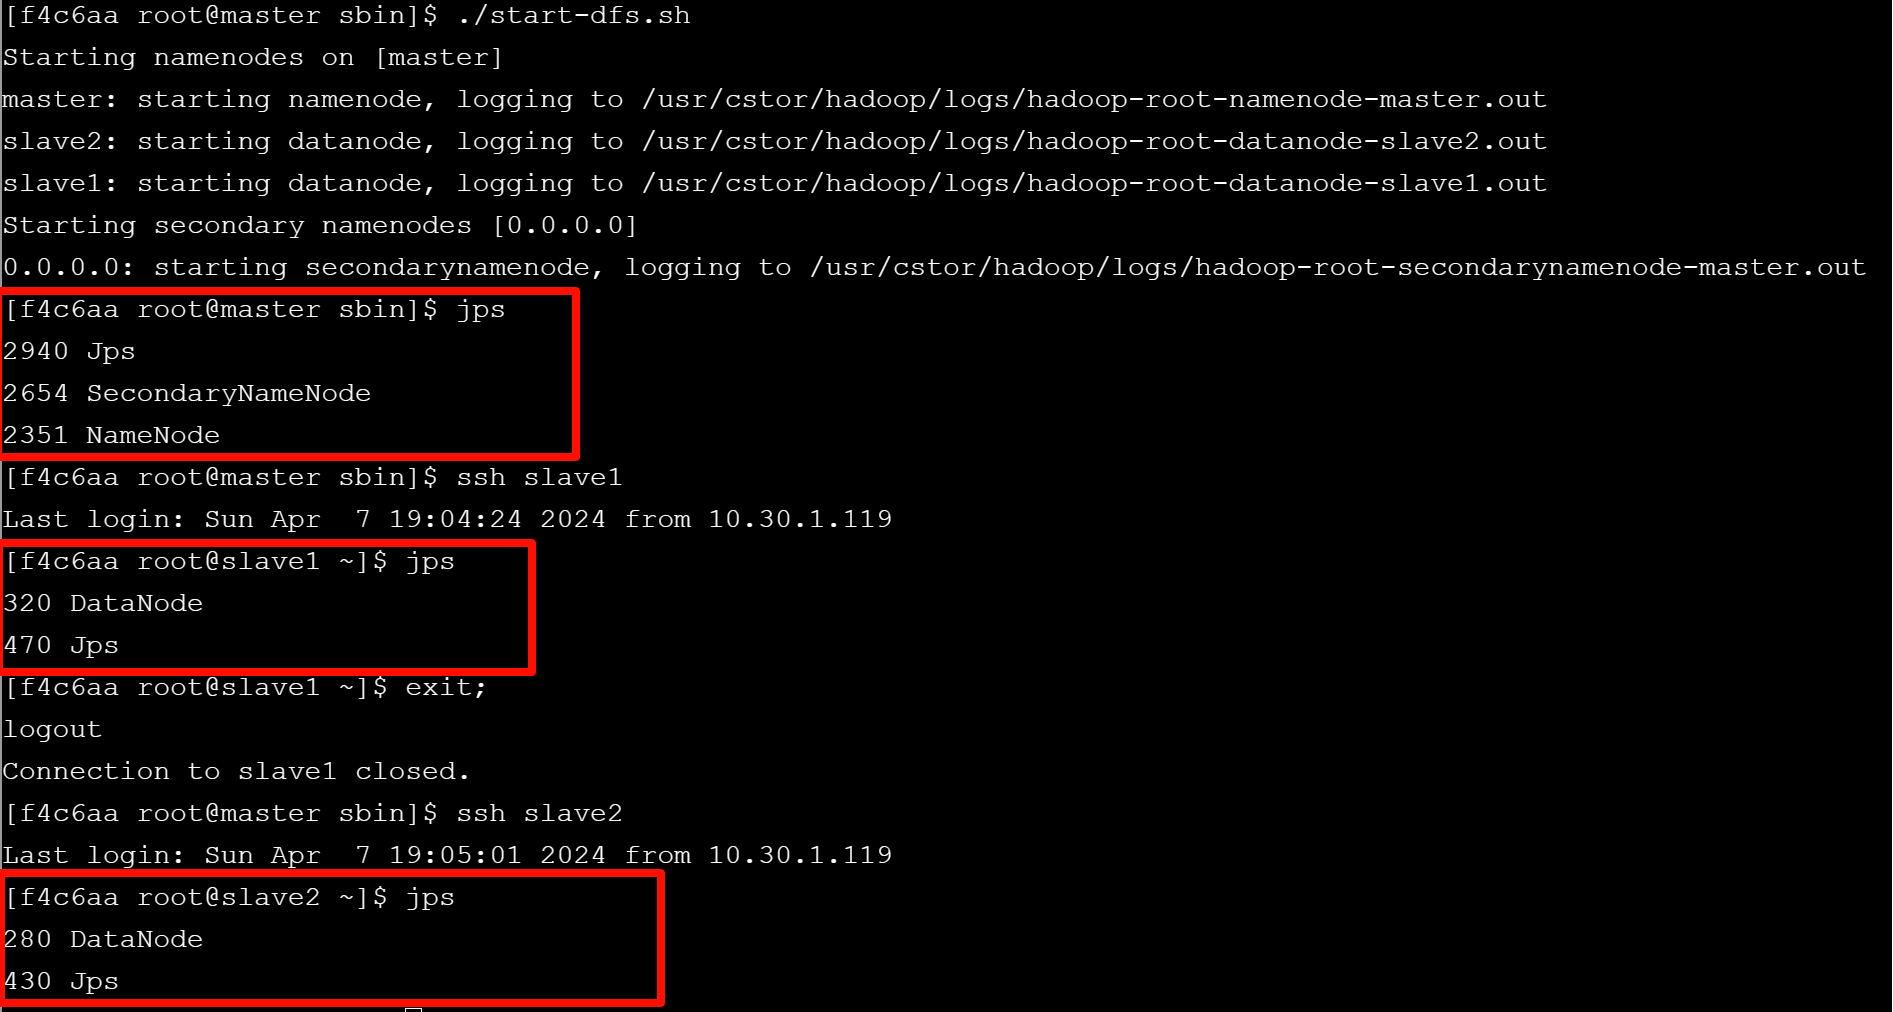 [f4c6aa root@master sbin]$ ./start-dfs.sh
Starting namenodes on [master]
master: starting namenode, logging to /usr/cstor/hadoop/logs/hadoop-root-namenode-master.out
slave2: starting datanode, logging to /usr/cstor/hadoop/logs/hadoop-root-datanode-slave2.out
slave1: starting datanode, logging to /usr/cstor/hadoop/logs/hadoop-root-datanode-slave1.out
Starting secondary namenodes [0.0.0.0]
0.0.0.0: starting secondarynamenode, logging to /usr/cstor/hadoop/logs/hadoop-root-secondarynamenode-master.out
[f4c6aa root@master sbin]$ jps
2940 Jps
2654 SecondaryNameNode
2351 NameNode
[f4c6aa root@master sbin]$ ssh slave1
Last login: Sun Apr  7 19:04:24 2024 from 10.30.1.119
[f4c6aa root@slave1 ~]$ jps
320 DataNode
470 Jps
[f4c6aa root@slave1 ~]$ exit;
logout
Connection to slave1 closed.
[f4c6aa root@master sbin]$ ssh slave2
Last login: Sun Apr  7 19:05:01 2024 from 10.30.1.119
[f4c6aa root@slave2 ~]$ jps
280 DataNode
430 Jps